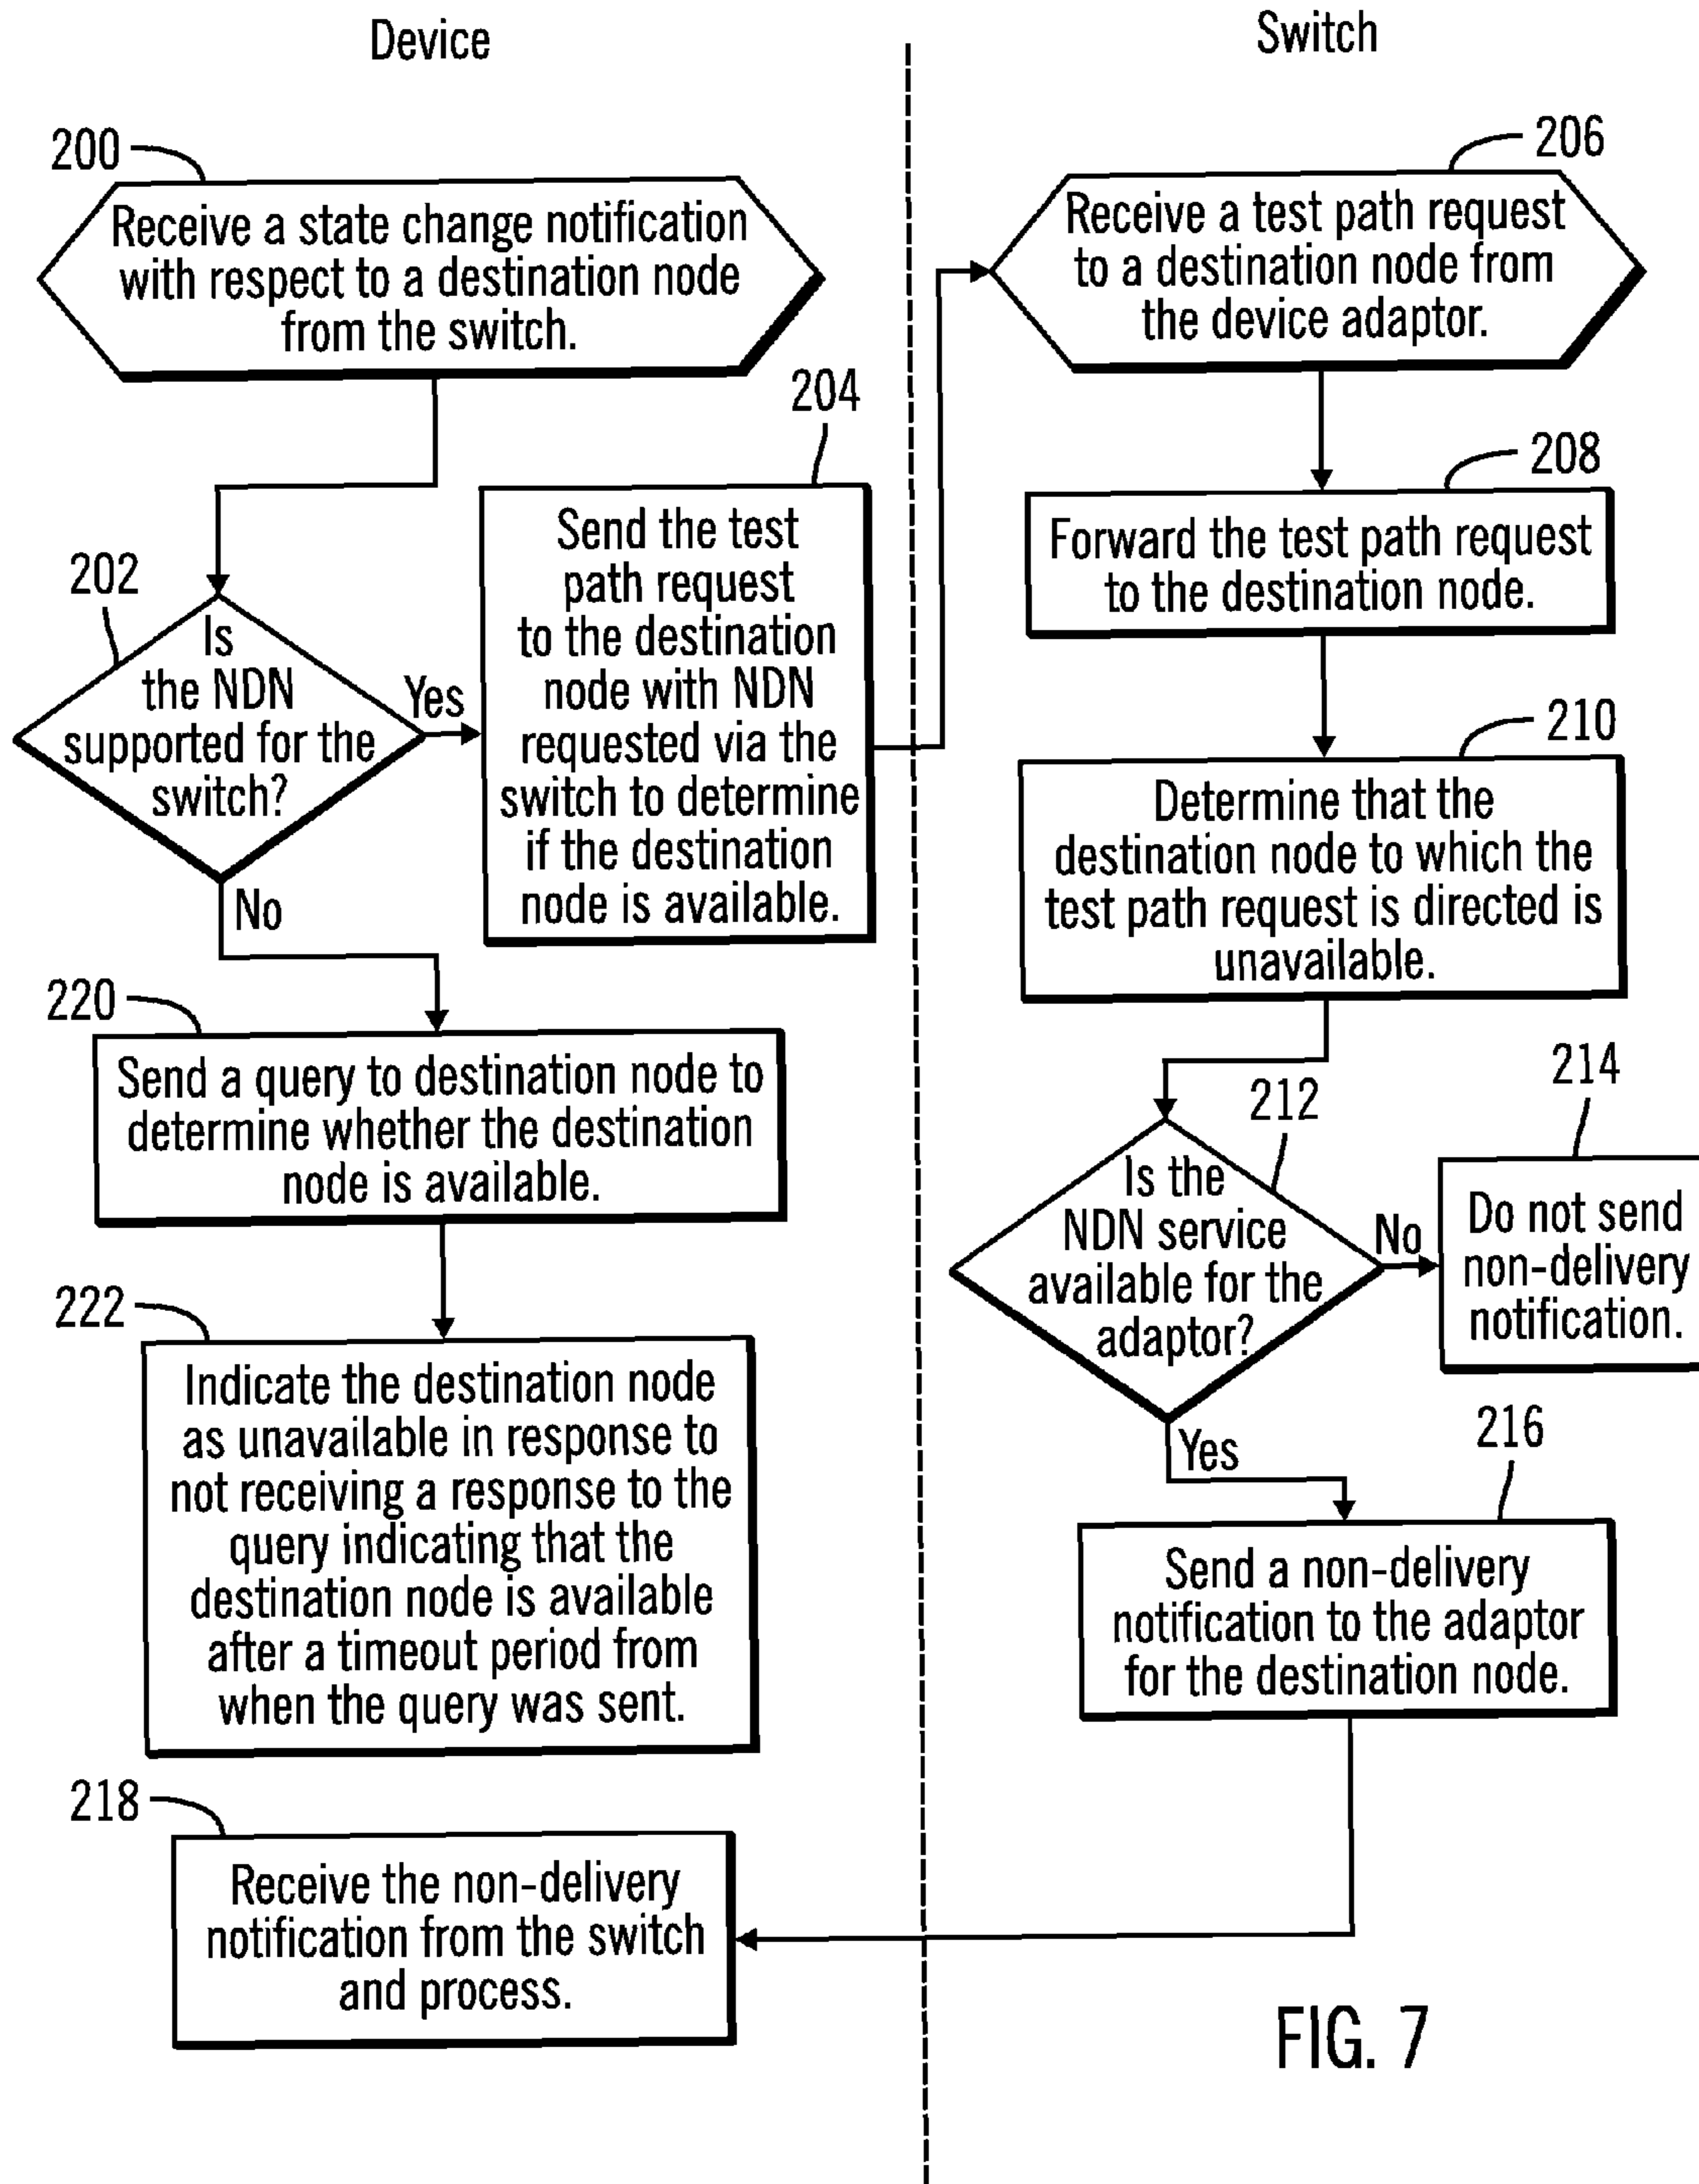 Device
Switch
200
Receive a state change notification
with respect to a destination node
from the switch.
202
Is
the NDN
supported for the
switch?
Yes
No
204
Send the test
path request
to the destination
node with NDN
requested via the
switch to determine
if the destination
node is available.
220
Send a query to destination node to
determine whether the destination
node is available.
222
Indicate the destination node
as unavailable in response to
not receiving a response to the
query indicating that the
destination node is available
after a timeout period from
when the query was sent.
218
Receive the non-delivery
notification from the switch
and process.
206
Receive a test path request
to a destination node from
the device adaptor.
208
Forward the test path request
to the destination node.
210
Determine that the
destination node to which the
test path request is directed is
unavailable.
212
Is the
NDN service
available for the
adaptor?
No
Yes
214
Do not send
non-delivery
notification.
216
Send a non-delivery
notification to the adaptor
for the destination node.
FIG. 7